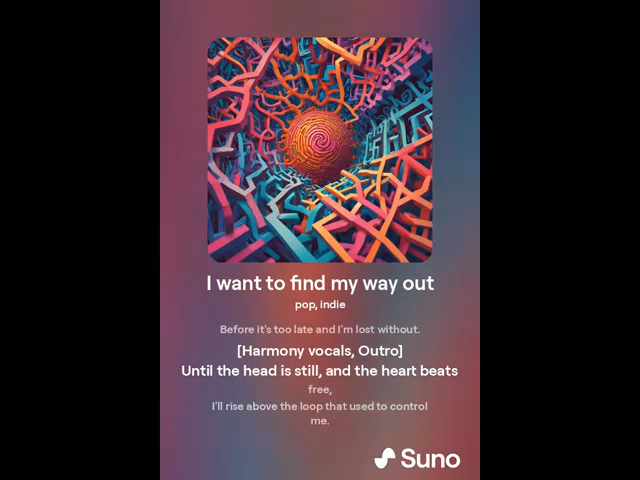 I want to find my way out
pop, indie
Before it's too late and I'm lost without.
[Harmony vocals, Outro]
Until the head is still, and the heart beats
free,
I'll rise above the loop that used to control
me.
Suno